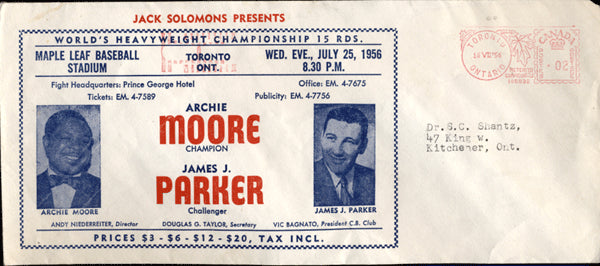 JACK SOLOMONS PRESENTS
WORLD'S HEAVYWEIGHT CHAMPIONSHIP 15 RDS.
MAPLE LEAF BASEBALL STADIUM
TORONTO ONT.
WED. EVE., JULY 25, 1956
8.30 P.M.
Fight Headquarters: Prince George Hotel
Office: EM. 4-7675
Tickets: EM. 4-7589
Publicity: EM. 4-7756
ARCHIE
MOORE
CHAMPION
JAMES J.
PARKER
Challenger
ARCHIE MOORE
JAMES J. PARKER
ANDY NIEDERREITER, Director
DOUGLAS G. TAYLOR, Secretary
VIC BAGNATO, President C.B. Club
PRICES $3 - $6 - $12 - $20, TAX INCL.
TORONTO
ONTARIO
CANADA
02
Dr. S.C. Shantz,
47 King w.
Kitchener, Ont.